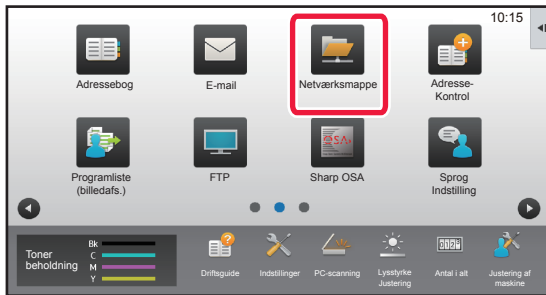 10:15
Adressebog
E-mail
Netværksmappe
Adresse-
Kontrol
Programliste
(billedafs.)
FTP
Sharp OSA
Sprog
Indstilling
Toner
beholdning
Bk
C
M
Y
Driftsguide
Indstillinger
PC-scanning
Lysstyrke
Justering
Antal i alt
Justering af
maskine